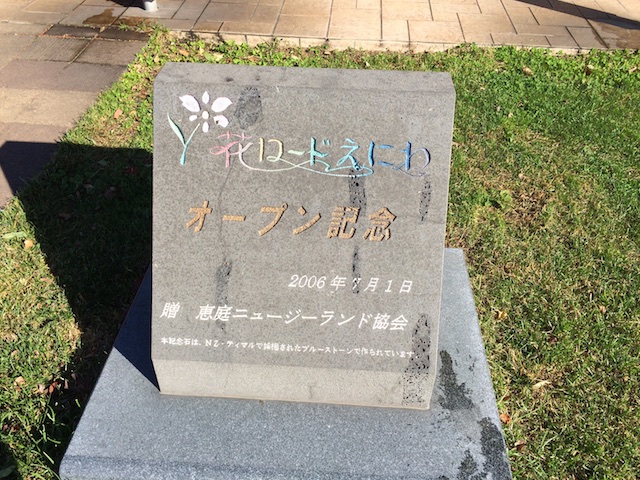 花ロードえにわ
オープン記念
2006年7月1日
贈 恵庭ニュージーランド協会
本記念石は、NZ・ティマルで採掘されたブルーストーンで作られています